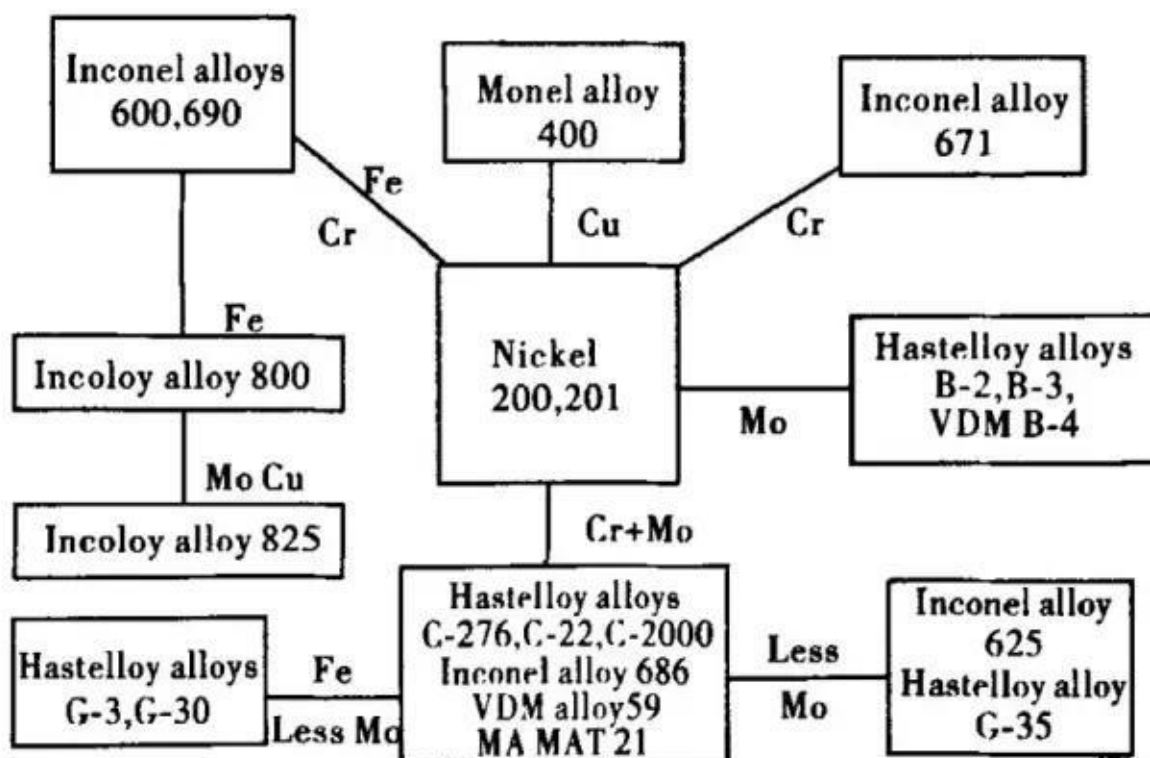 Inconel alloys
600,690
Monel alloy
400
Inconel alloy
671
Fe
Cr
Cu
Cr
Nickel
200,201
Fe
Incoloy alloy 800
Mo
Hastelloy alloys
B-2,B-3,
VDM B-4
Mo Cu
Incoloy alloy 825
Cr+Mo
Hastelloy alloys
G-3,G-30
Fe
Less Mo
Hastelloy alloys
C-276,C-22,C-2000
Inconel alloy 686
VDM alloy59
MA MAT 21
Less
Mo
Inconel alloy
625
Hastelloy alloy
G-35